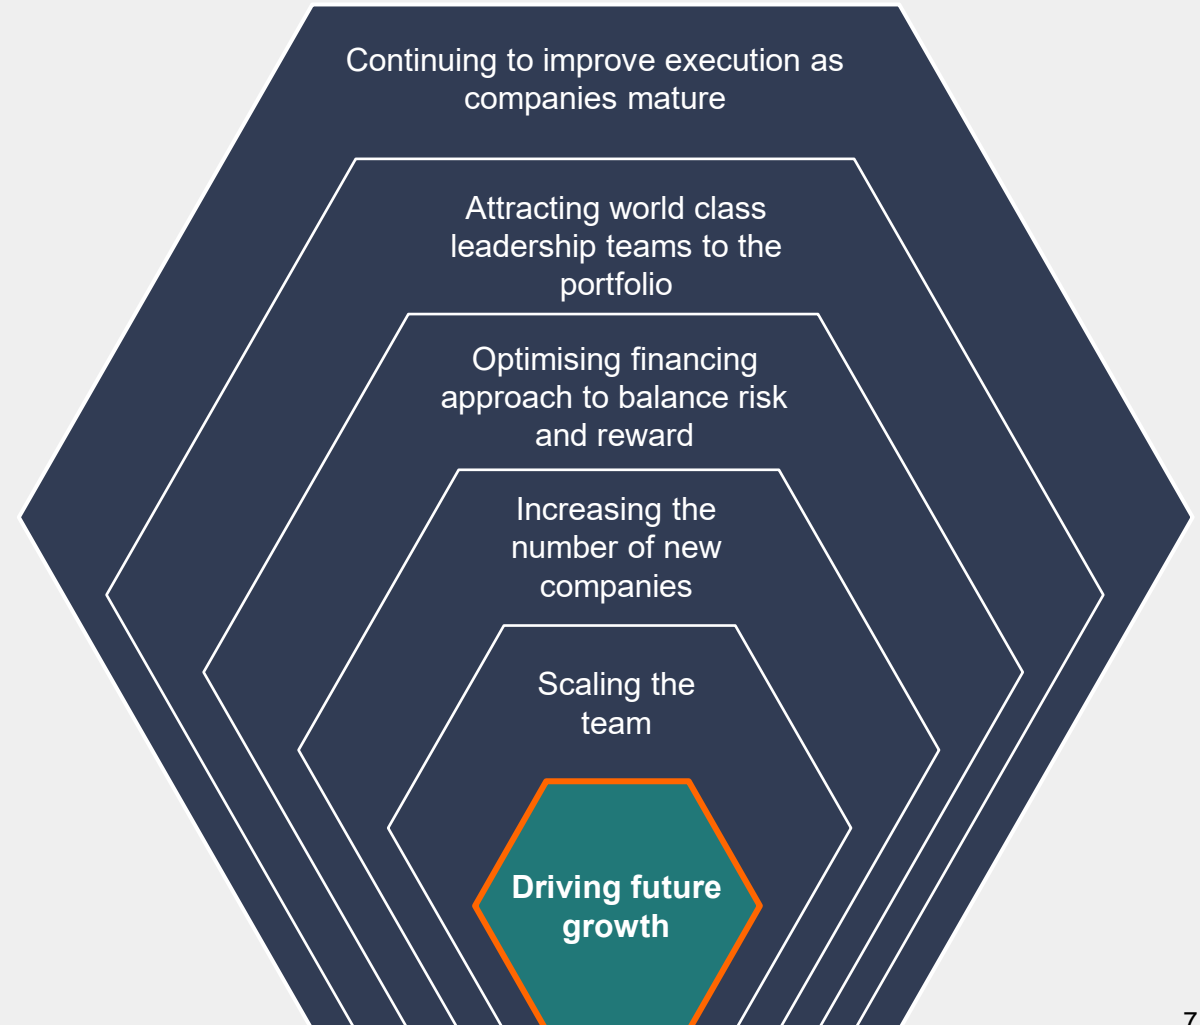 Continuing to improve execution as
companies mature
Attracting world class
leadership teams to the
portfolio
Optimising financing
approach to balance risk
and reward
Increasing the
number of new
companies
Scaling the
team
Driving future
growth
7